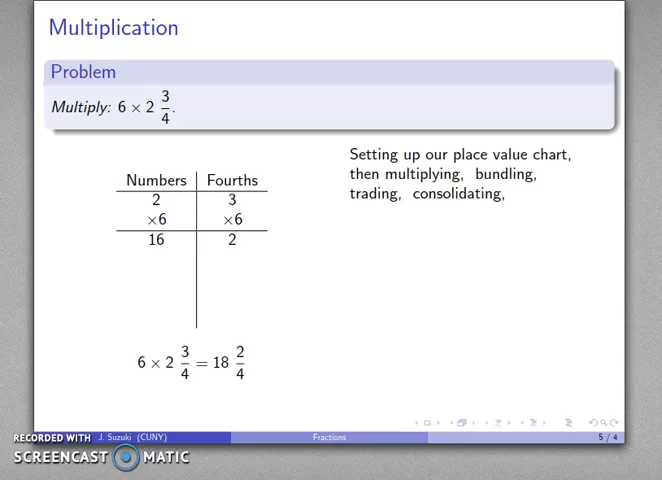 Multiplication
Problem
Multiply: 6 × 2 3/4.
Setting up our place value chart,
then multiplying, bundling,
trading, consolidating,
Numbers Fourths
2 3
×6 ×6
16 2
6 × 2 3/4 = 18 2/4
RECORDED WITH
SCREENCAST MATIC
J. Suzuki (CUNY)
Fractions
5 / 4